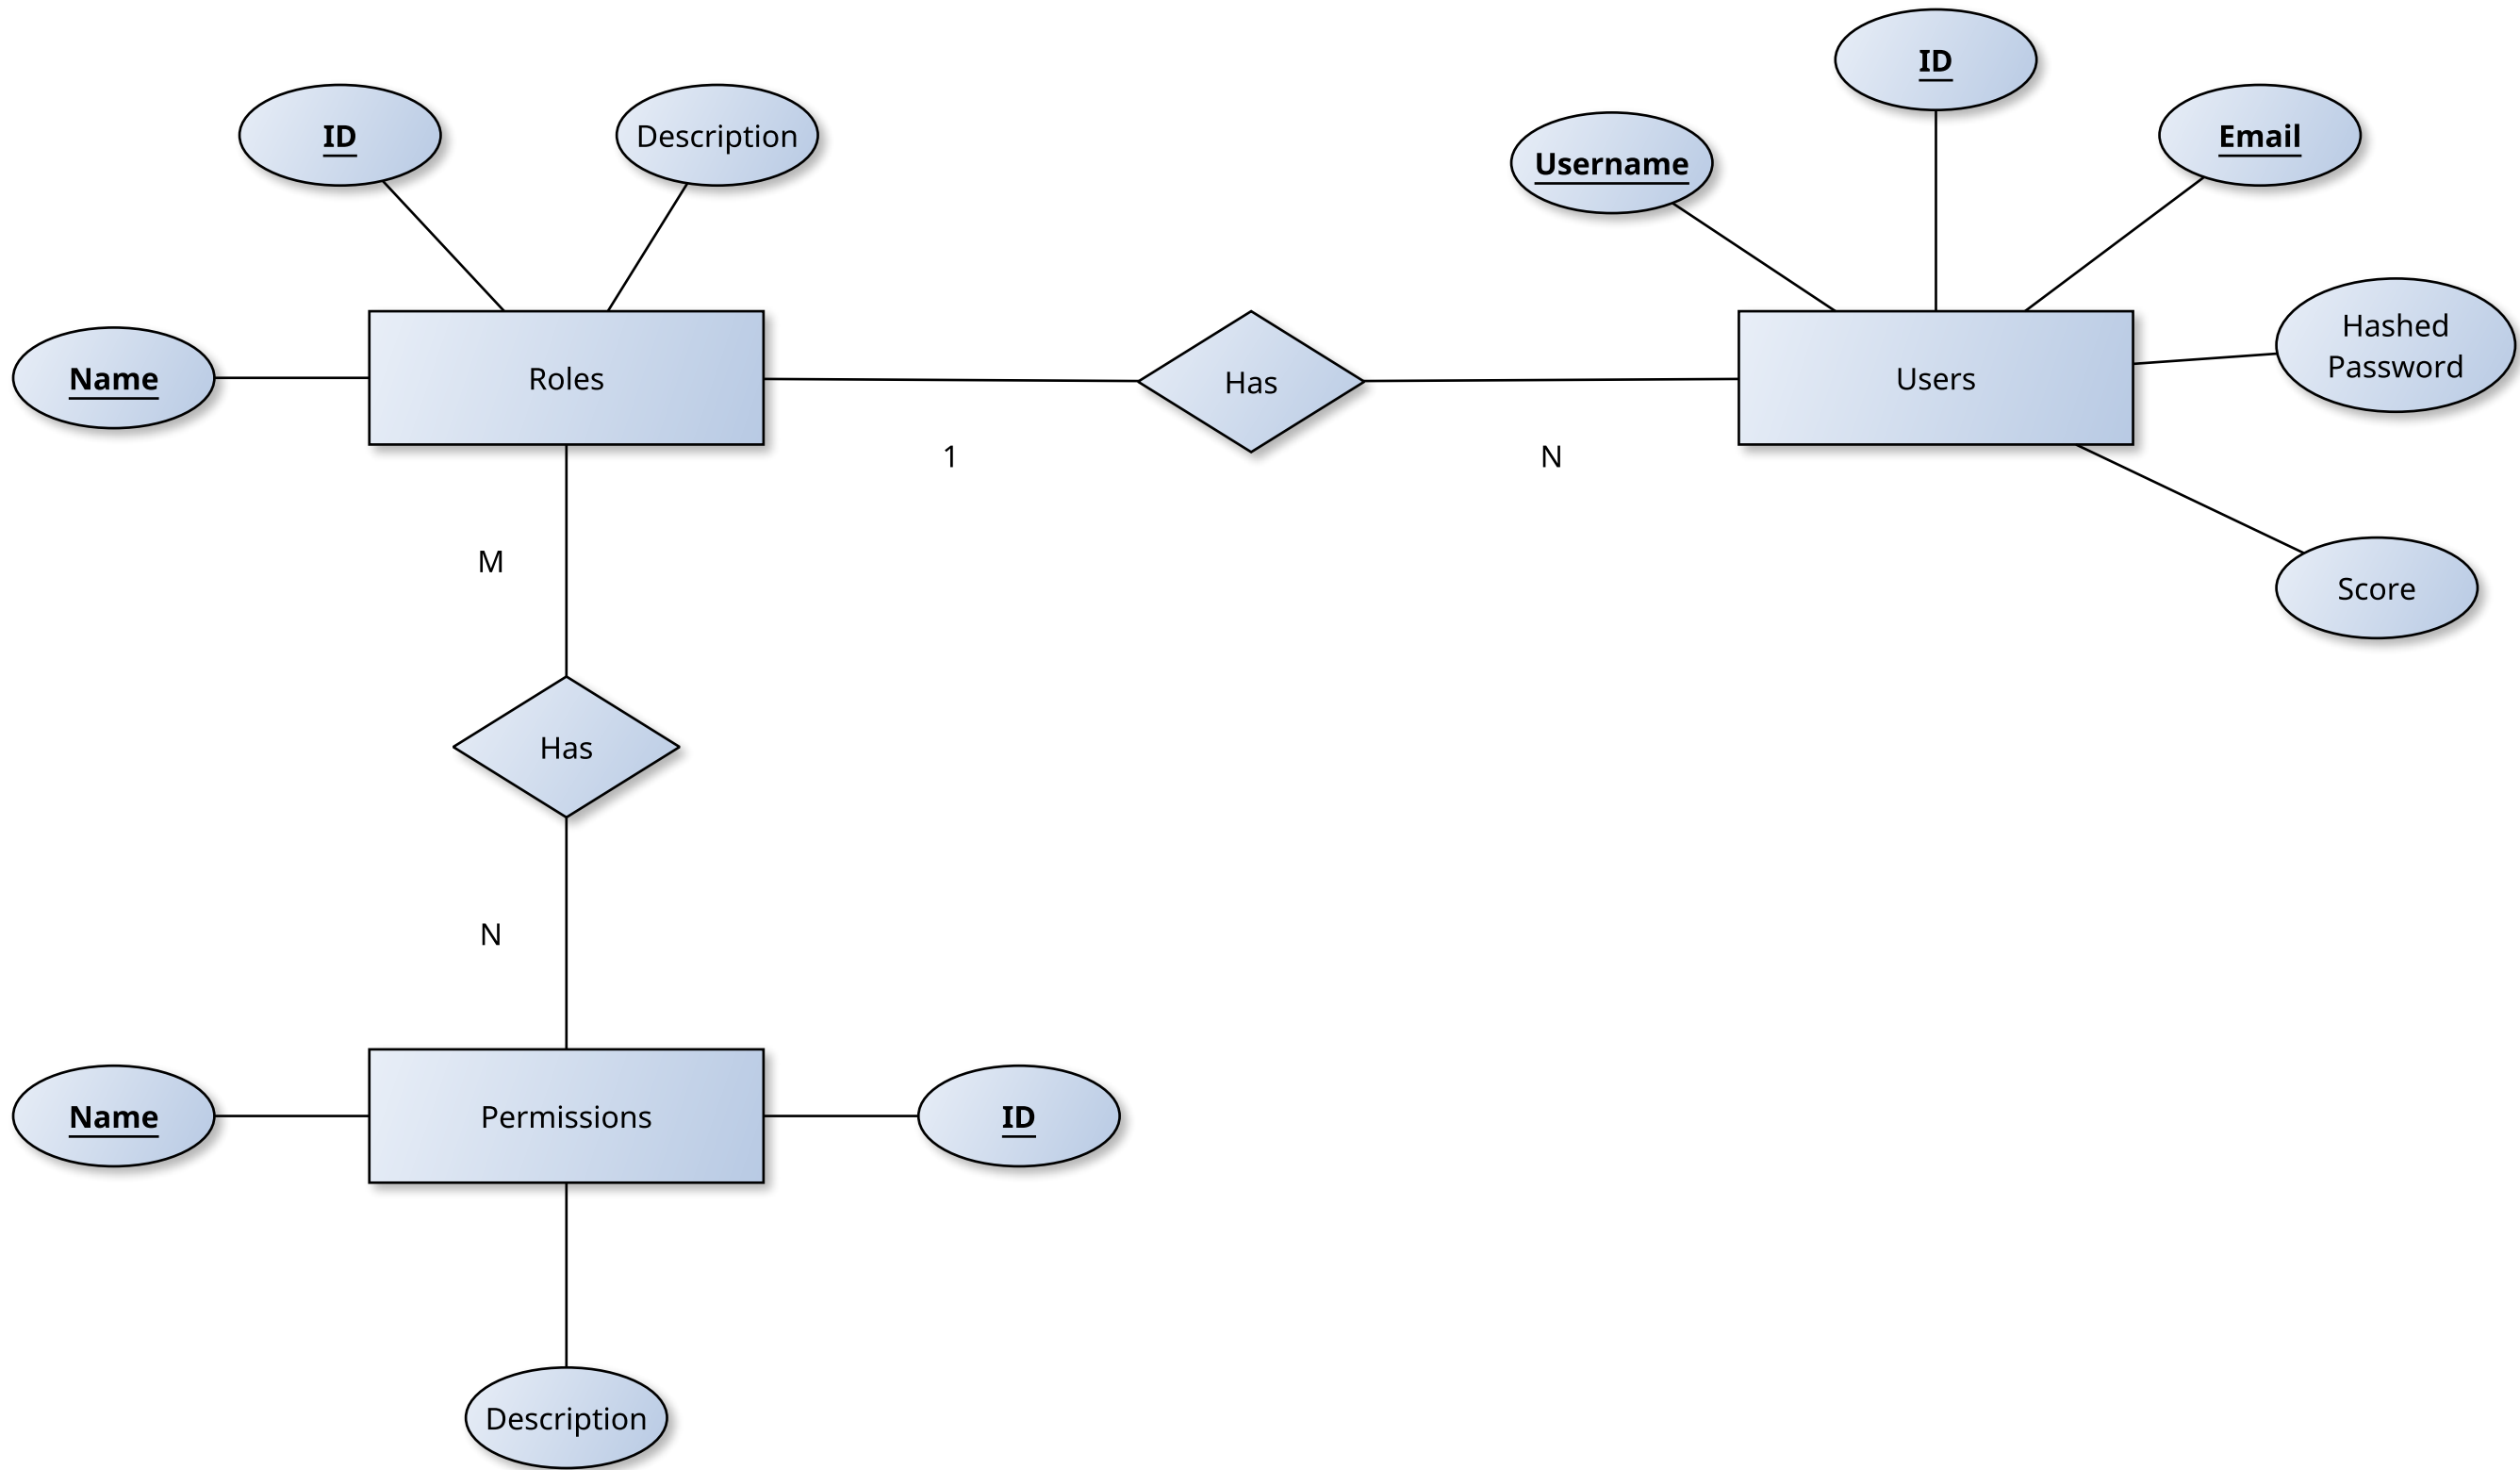 ID
Username
ID
Description
Email
Hashed
Password
Name
Roles
Has
Users
1
N
M
Score
Has
N
Name
Permissions
ID
Description